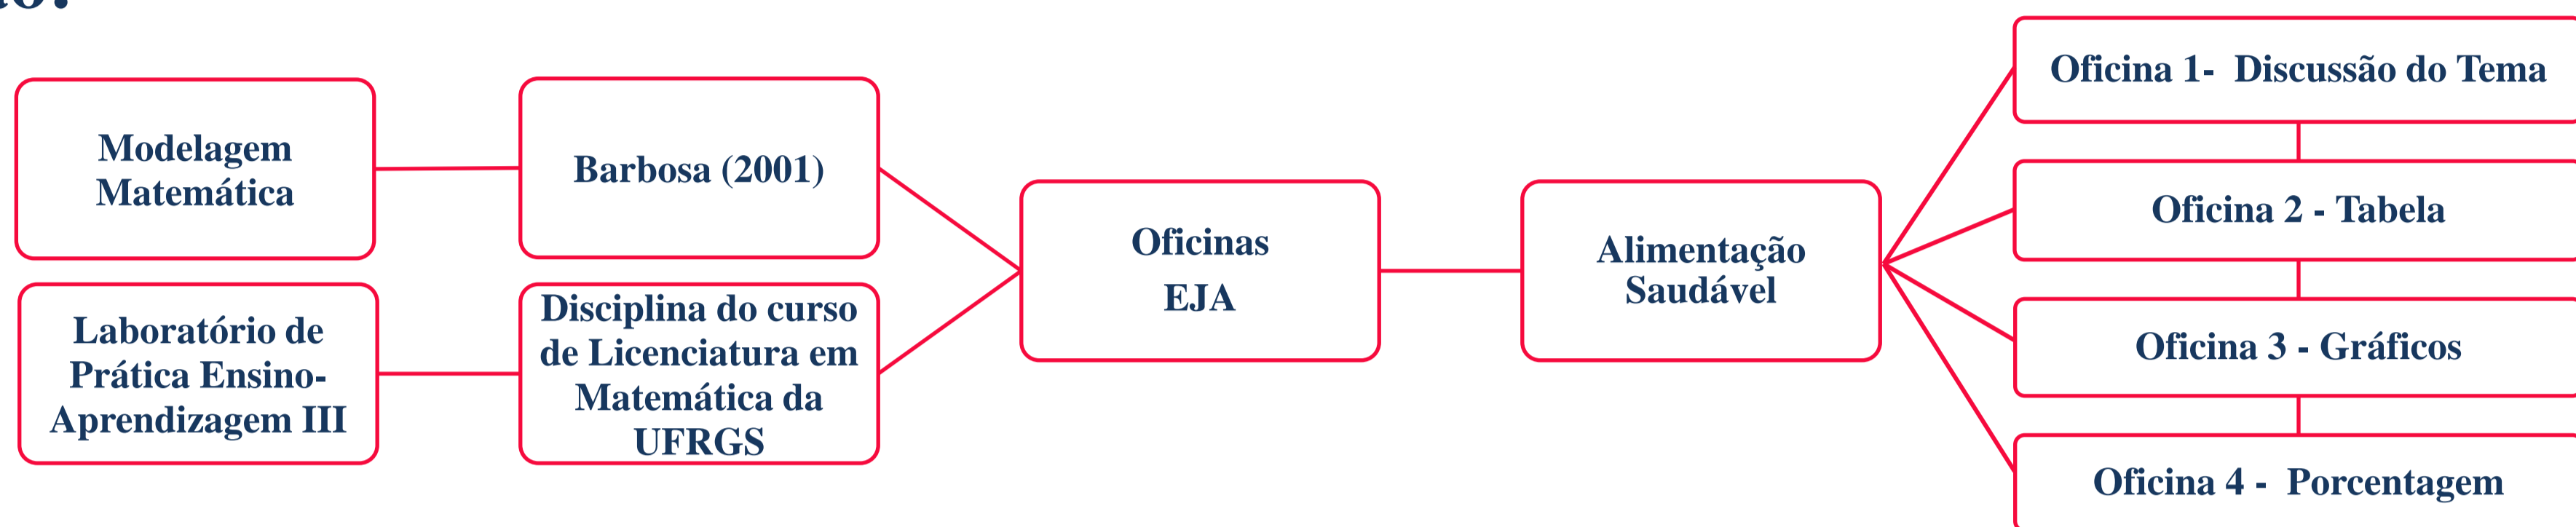 Modelagem
Matemática
Barbosa (2001)
Laboratório de
Prática Ensino-
Aprendizagem III
Disciplina do curso
de Licenciatura em
Matemática da
UFRGS
Oficinas
EJA
Alimentação
Saudável
Oficina 1-  Discussão do Tema
Oficina 2 - Tabela
Oficina 3 - Gráficos
Oficina 4 -  Porcentagem